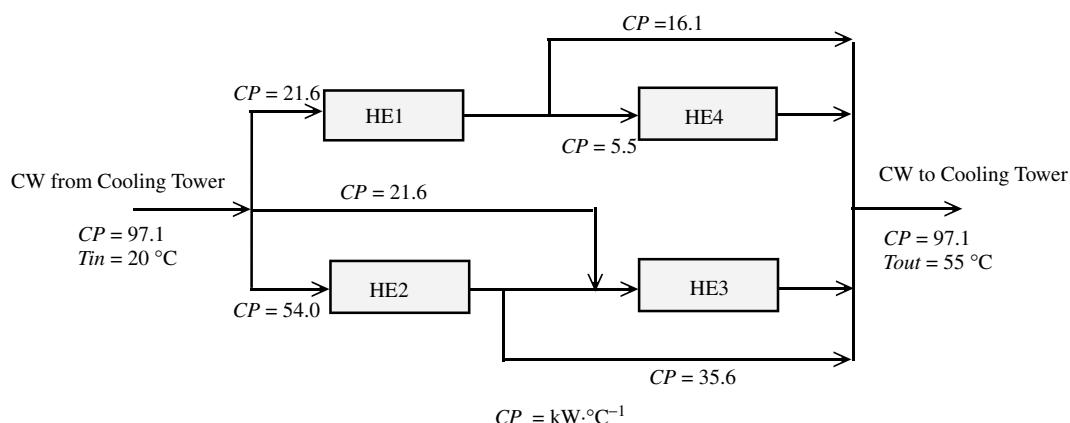 CP =16.1
CP = 21.6
HE1
HE4
CP = 5.5
CW from Cooling Tower
CP = 21.6
CW to Cooling Tower
CP = 97.1
Tin = 20 °C
CP = 97.1
Tout = 55 °C
HE2
HE3
CP = 54.0
CP = 35.6
CP = kW·°C⁻¹